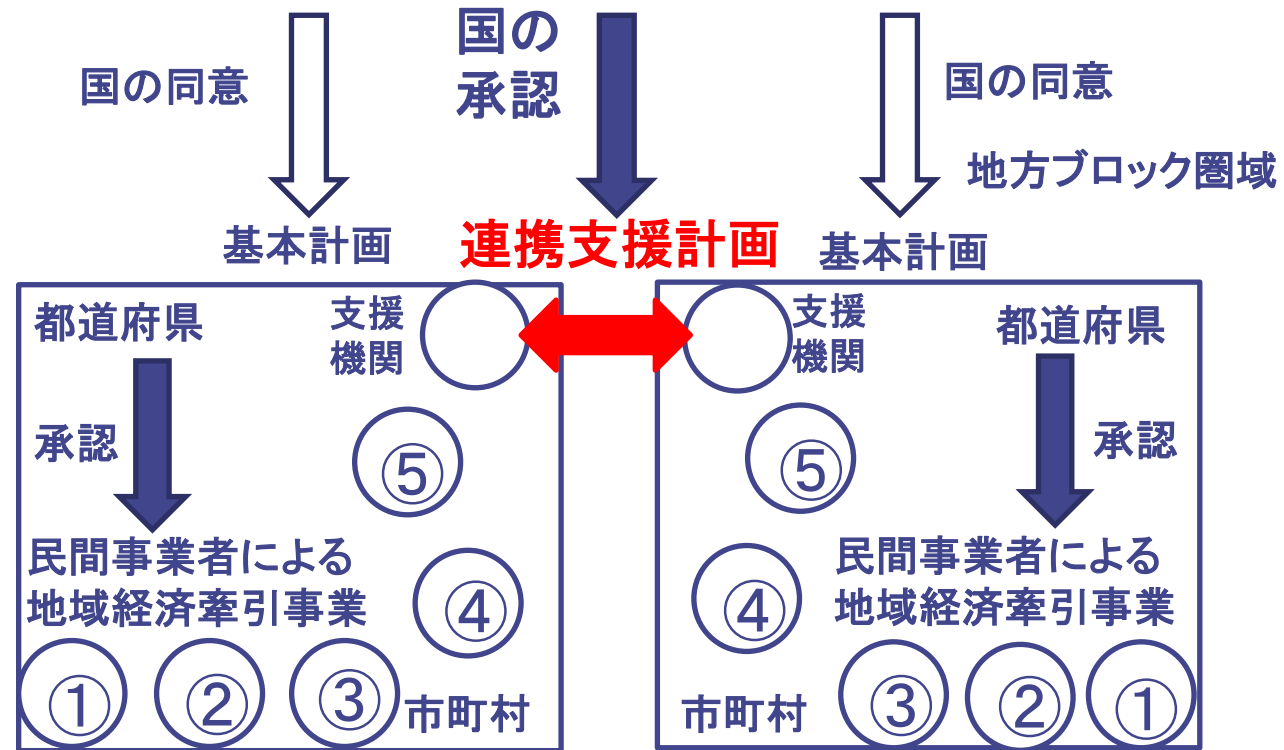 国の同意
国の
承認
国の同意
地方ブロック圏域
基本計画
連携支援計画
基本計画
都道府県
支援
機関
承認
⑤
民間事業者による
地域経済牽引事業
④
①
②
③
市町村
支援
機関
都道府県
⑤
承認
民間事業者による
地域経済牽引事業
④
市町村
③
②
①